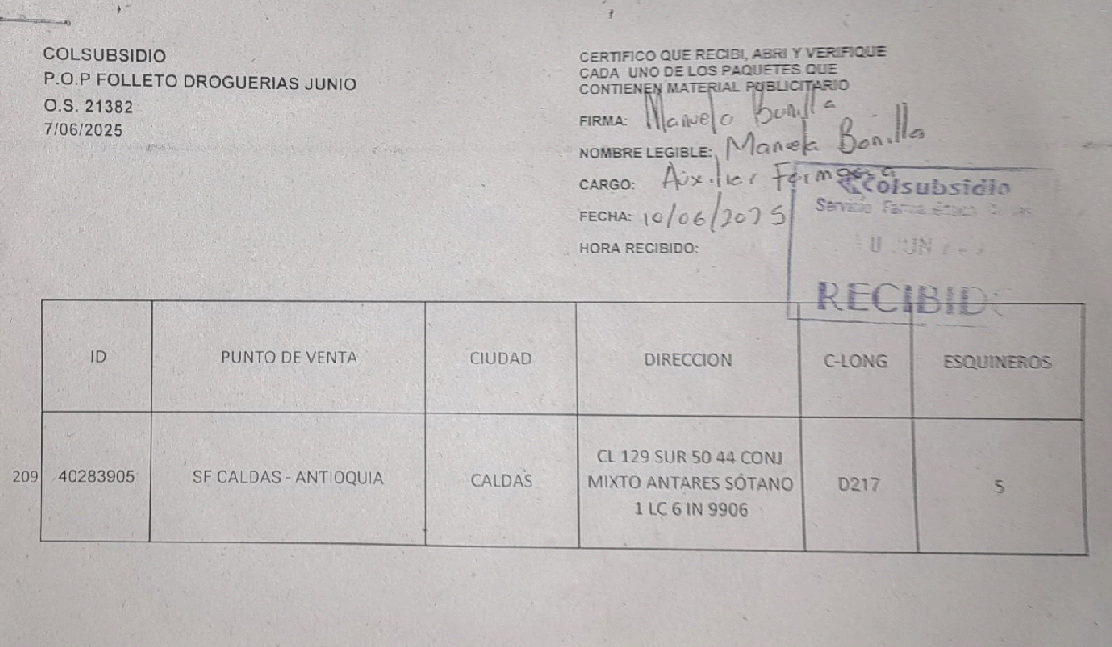 COLSUBSIDIO
P.O.P FOLLETO DROGUERIAS JUNIO
O.S. 21382
7/06/2025
CERTIFICO QUE RECIBI, ABRI Y VERIFIQUE
CADA UNO DE LOS PAQUETES QUE
CONTIENEN MATERIAL PUBLICITARIO
FIRMA: Manuela Bonilla
NOMBRE LEGIBLE: Manuela Bonilla
CARGO: Auxiliar
FECHA: 10/06/2025
HORA RECIBIDO:
Colsubsidio
Servicio
RECIBIDO
ID PUNTO DE VENTA CIUDAD DIRECCION C-LONG ESQUINEROS
209 40283905 SF CALDAS - ANTIOQUIA CALDAS CL 129 SUR 50 44 CONJ
MIXTO ANTARES SÓTANO
1 LC 6 IN 9906 D217 5